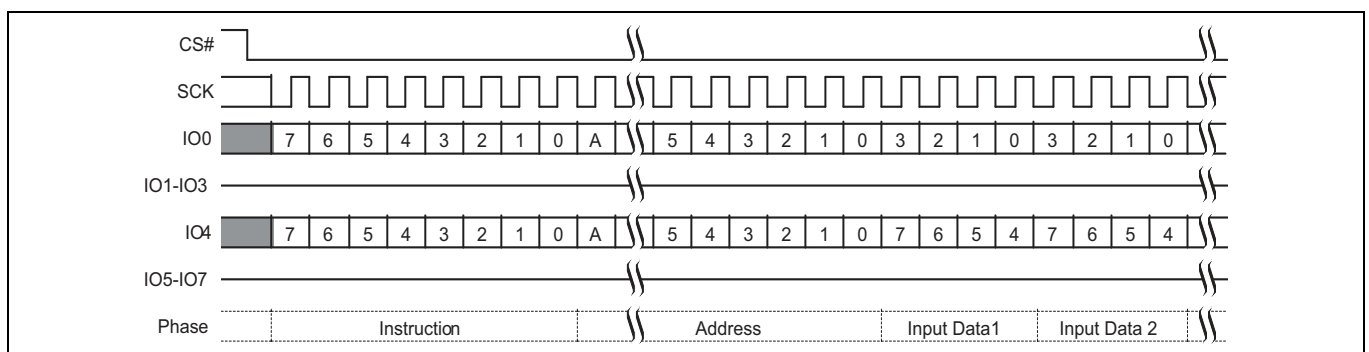 CS#
SCK
IO0 7 6 5 4 3 2 1 0 A 5 4 3 2 1 0 3 2 1 0 3 2 1 0
IO1-IO3
IO4 7 6 5 4 3 2 1 0 A 5 4 3 2 1 0 7 6 5 4 7 6 5 4
IO5-IO7
Phase Instruction Address Input Data1 Input Data 2